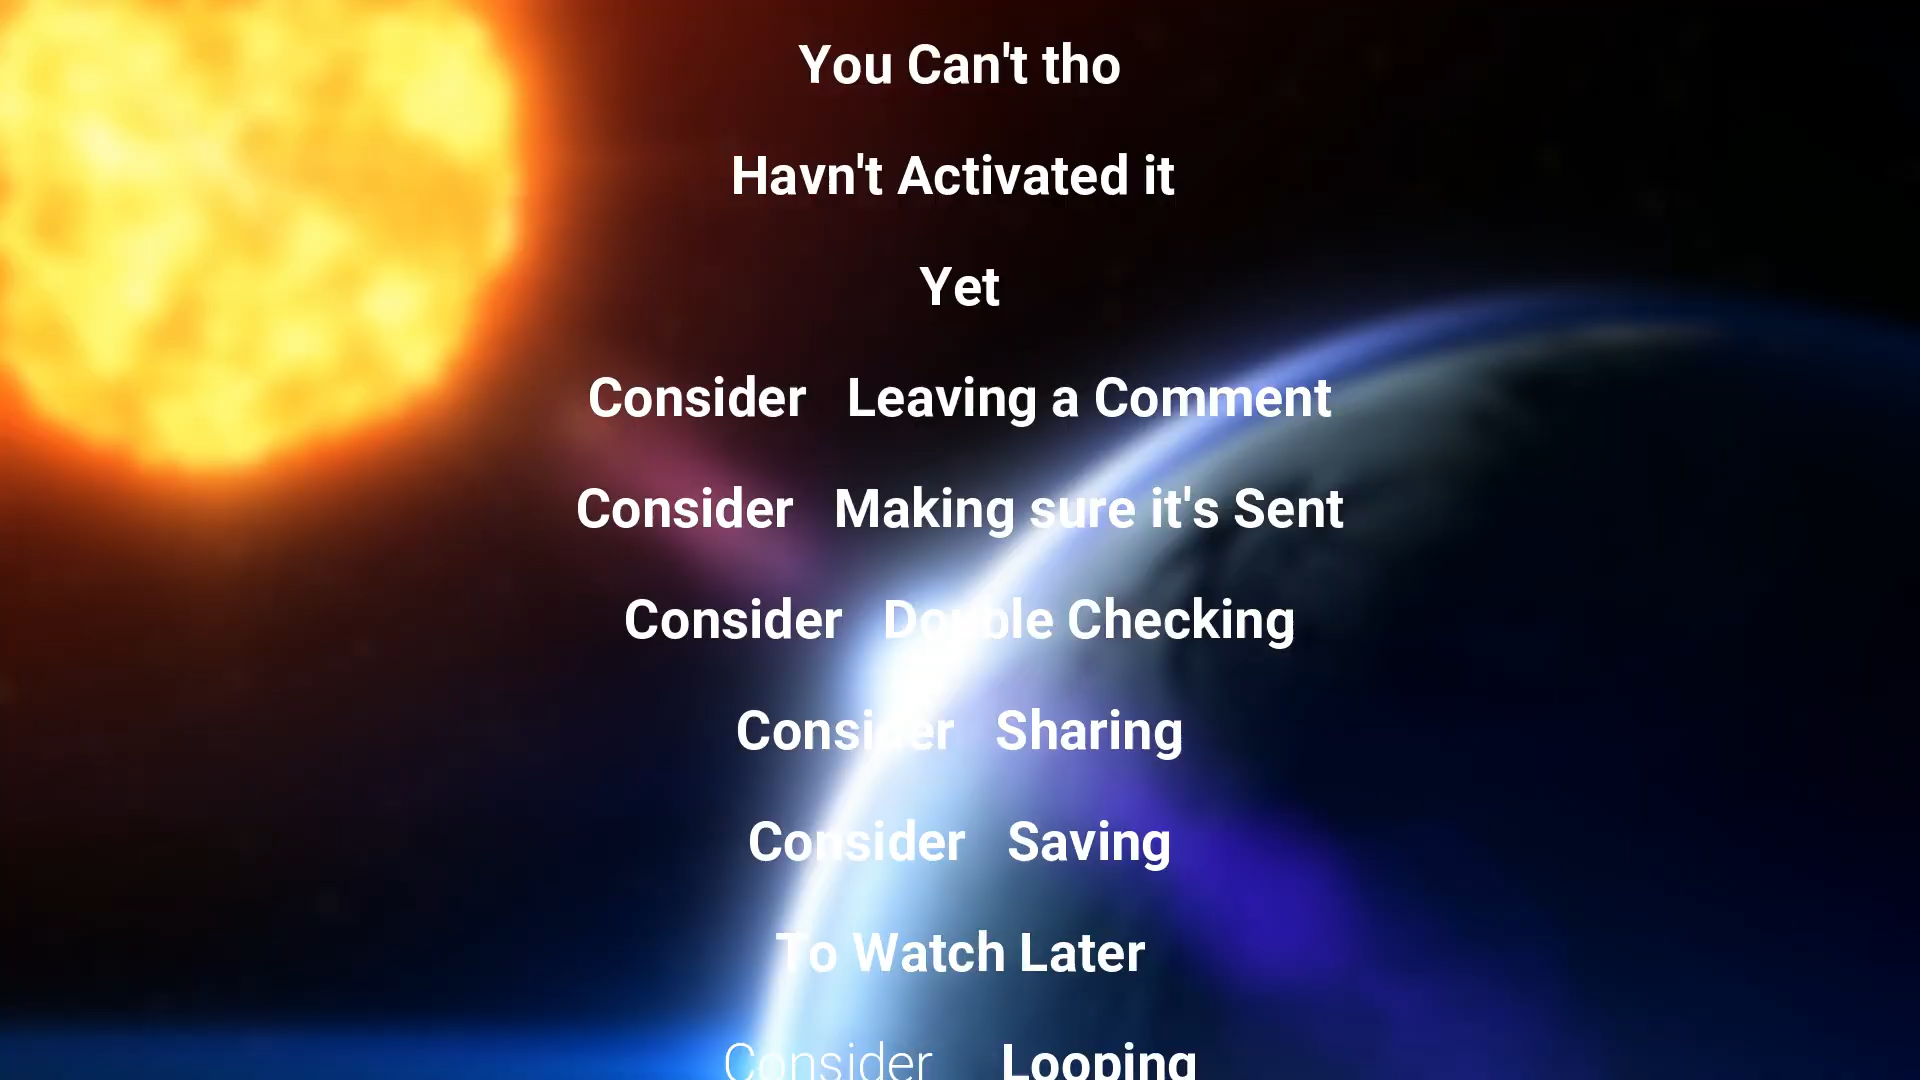 You Can't tho
Havn't Activated it
Yet
Consider Leaving a Comment
Consider Making sure it's Sent
Consider Double Checking
Consider Sharing
Consider Saving
To Watch Later
Consider Looping